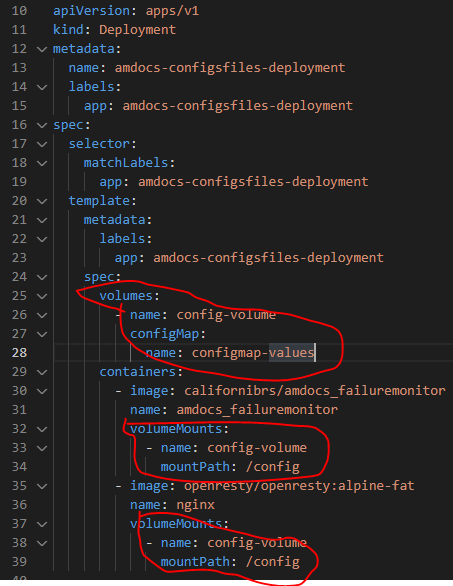 10 apiVersion: apps/v1
11 kind: Deployment
12 metadata:
13 name: amdocs-configsfiles-deployment
14 labels:
15 app: amdocs-configsfiles-deployment
16 spec:
17 selector:
18 matchLabels:
19 app: amdocs-configsfiles-deployment
20 template:
21 metadata:
22 labels:
23 app: amdocs-configsfiles-deployment
24 spec:
25 volumes:
26 - name: config-volume
27 configMap:
28 name: configmap-values
29 containers:
30 - image: californibrs/amdocs_failuremonitor
31 name: amdocs_failuremonitor
32 volumeMounts:
33 - name: config-volume
34 mountPath: /config
35 - image: openresty/openresty:alpine-fat
36 name: nginx
37 volumeMounts:
38 - name: config-volume
39 mountPath: /config